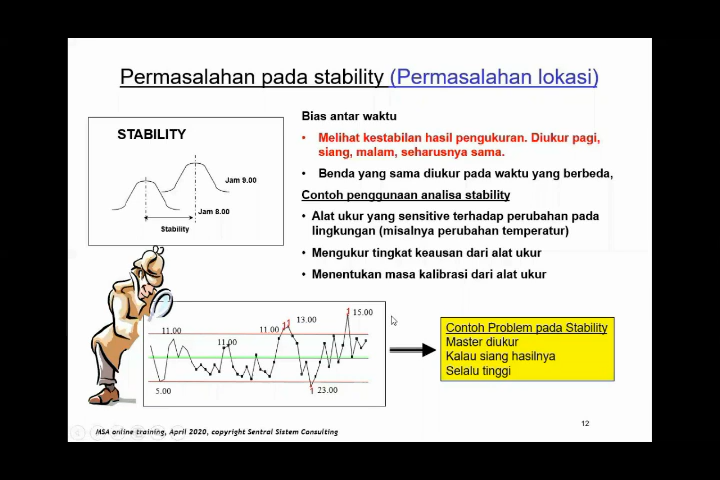 Permasalahan pada stability (Permasalahan lokasi)
STABILITY
Jam 9.00
Jam 8.00
Stability
Bias antar waktu
• Melihat kestabilan hasil pengukuran. Diukur pagi,
siang, malam, seharusnya sama.
• Benda yang sama diukur pada waktu yang berbeda,
Contoh penggunaan analisa stability
• Alat ukur yang sensitive terhadap perubahan pada
lingkungan (misalnya perubahan temperatur)
• Mengukur tingkat keausan dari alat ukur
• Menentukan masa kalibrasi dari alat ukur
1 15.00
11 13.00
11.00
11.00
11.00
5.00
1 23.00
Contoh Problem pada Stability
Master diukur
Kalau siang hasilnya
Selalu tinggi
12
MSA online training, April 2020, copyright Sentral Sistem Consulting